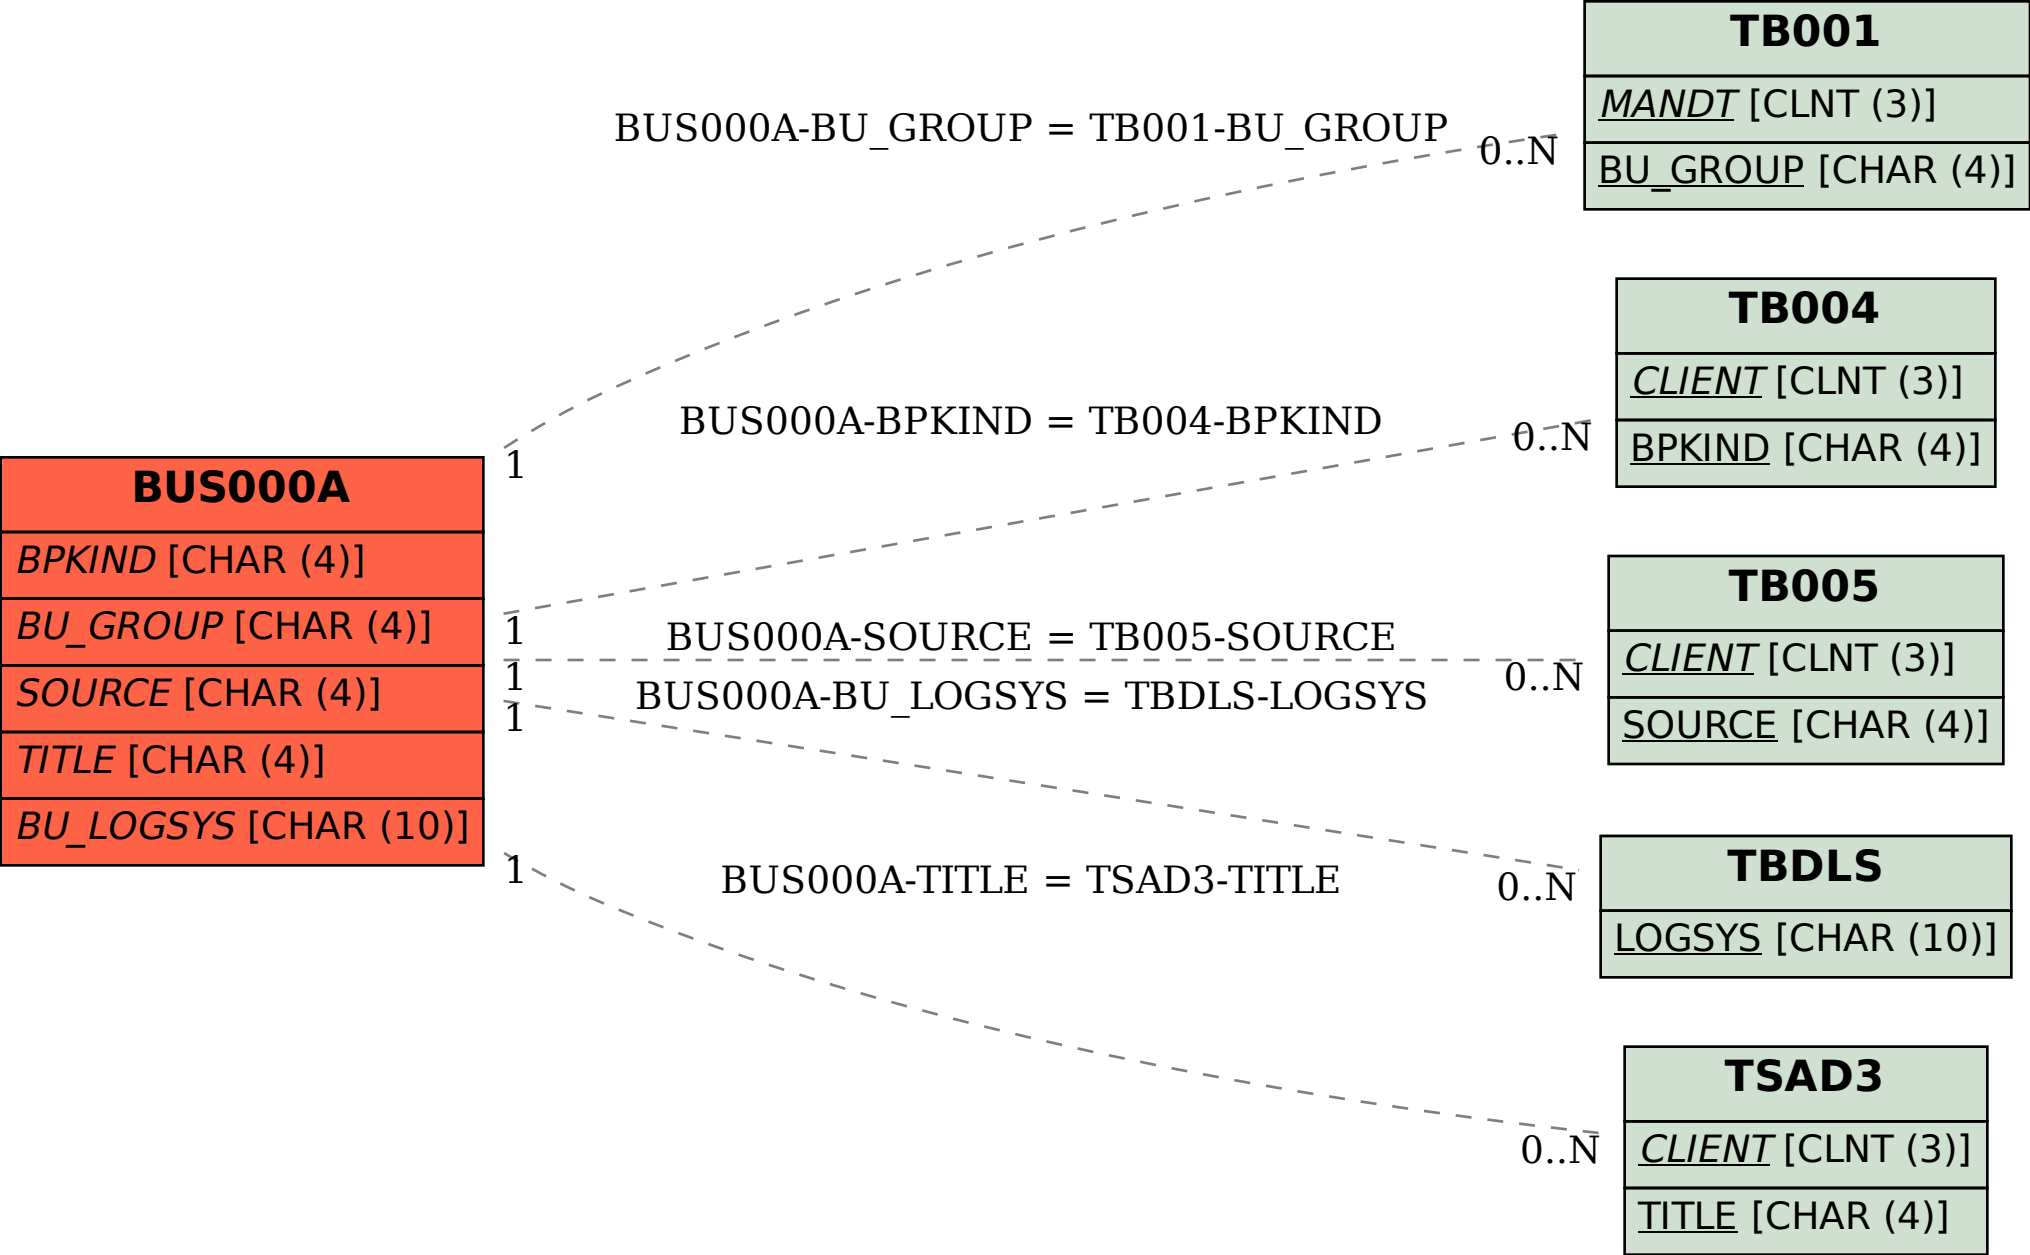 BUS000A
BPKIND [CHAR (4)]
BU_GROUP [CHAR (4)]
SOURCE [CHAR (4)]
TITLE [CHAR (4)]
BU_LOGSYS [CHAR (10)]
BUS000A-BU_GROUP = TB001-BU_GROUP
0..N
1
BUS000A-BPKIND = TB004-BPKIND
0..N
1
BUS000A-SOURCE = TB005-SOURCE
0..N
1
BUS000A-BU_LOGSYS = TBDLS-LOGSYS
0..N
1
BUS000A-TITLE = TSAD3-TITLE
0..N
1
TB001
MANDT [CLNT (3)]
BU_GROUP [CHAR (4)]
TB004
CLIENT [CLNT (3)]
BPKIND [CHAR (4)]
TB005
CLIENT [CLNT (3)]
SOURCE [CHAR (4)]
TBDLS
LOGSYS [CHAR (10)]
TSAD3
CLIENT [CLNT (3)]
TITLE [CHAR (4)]